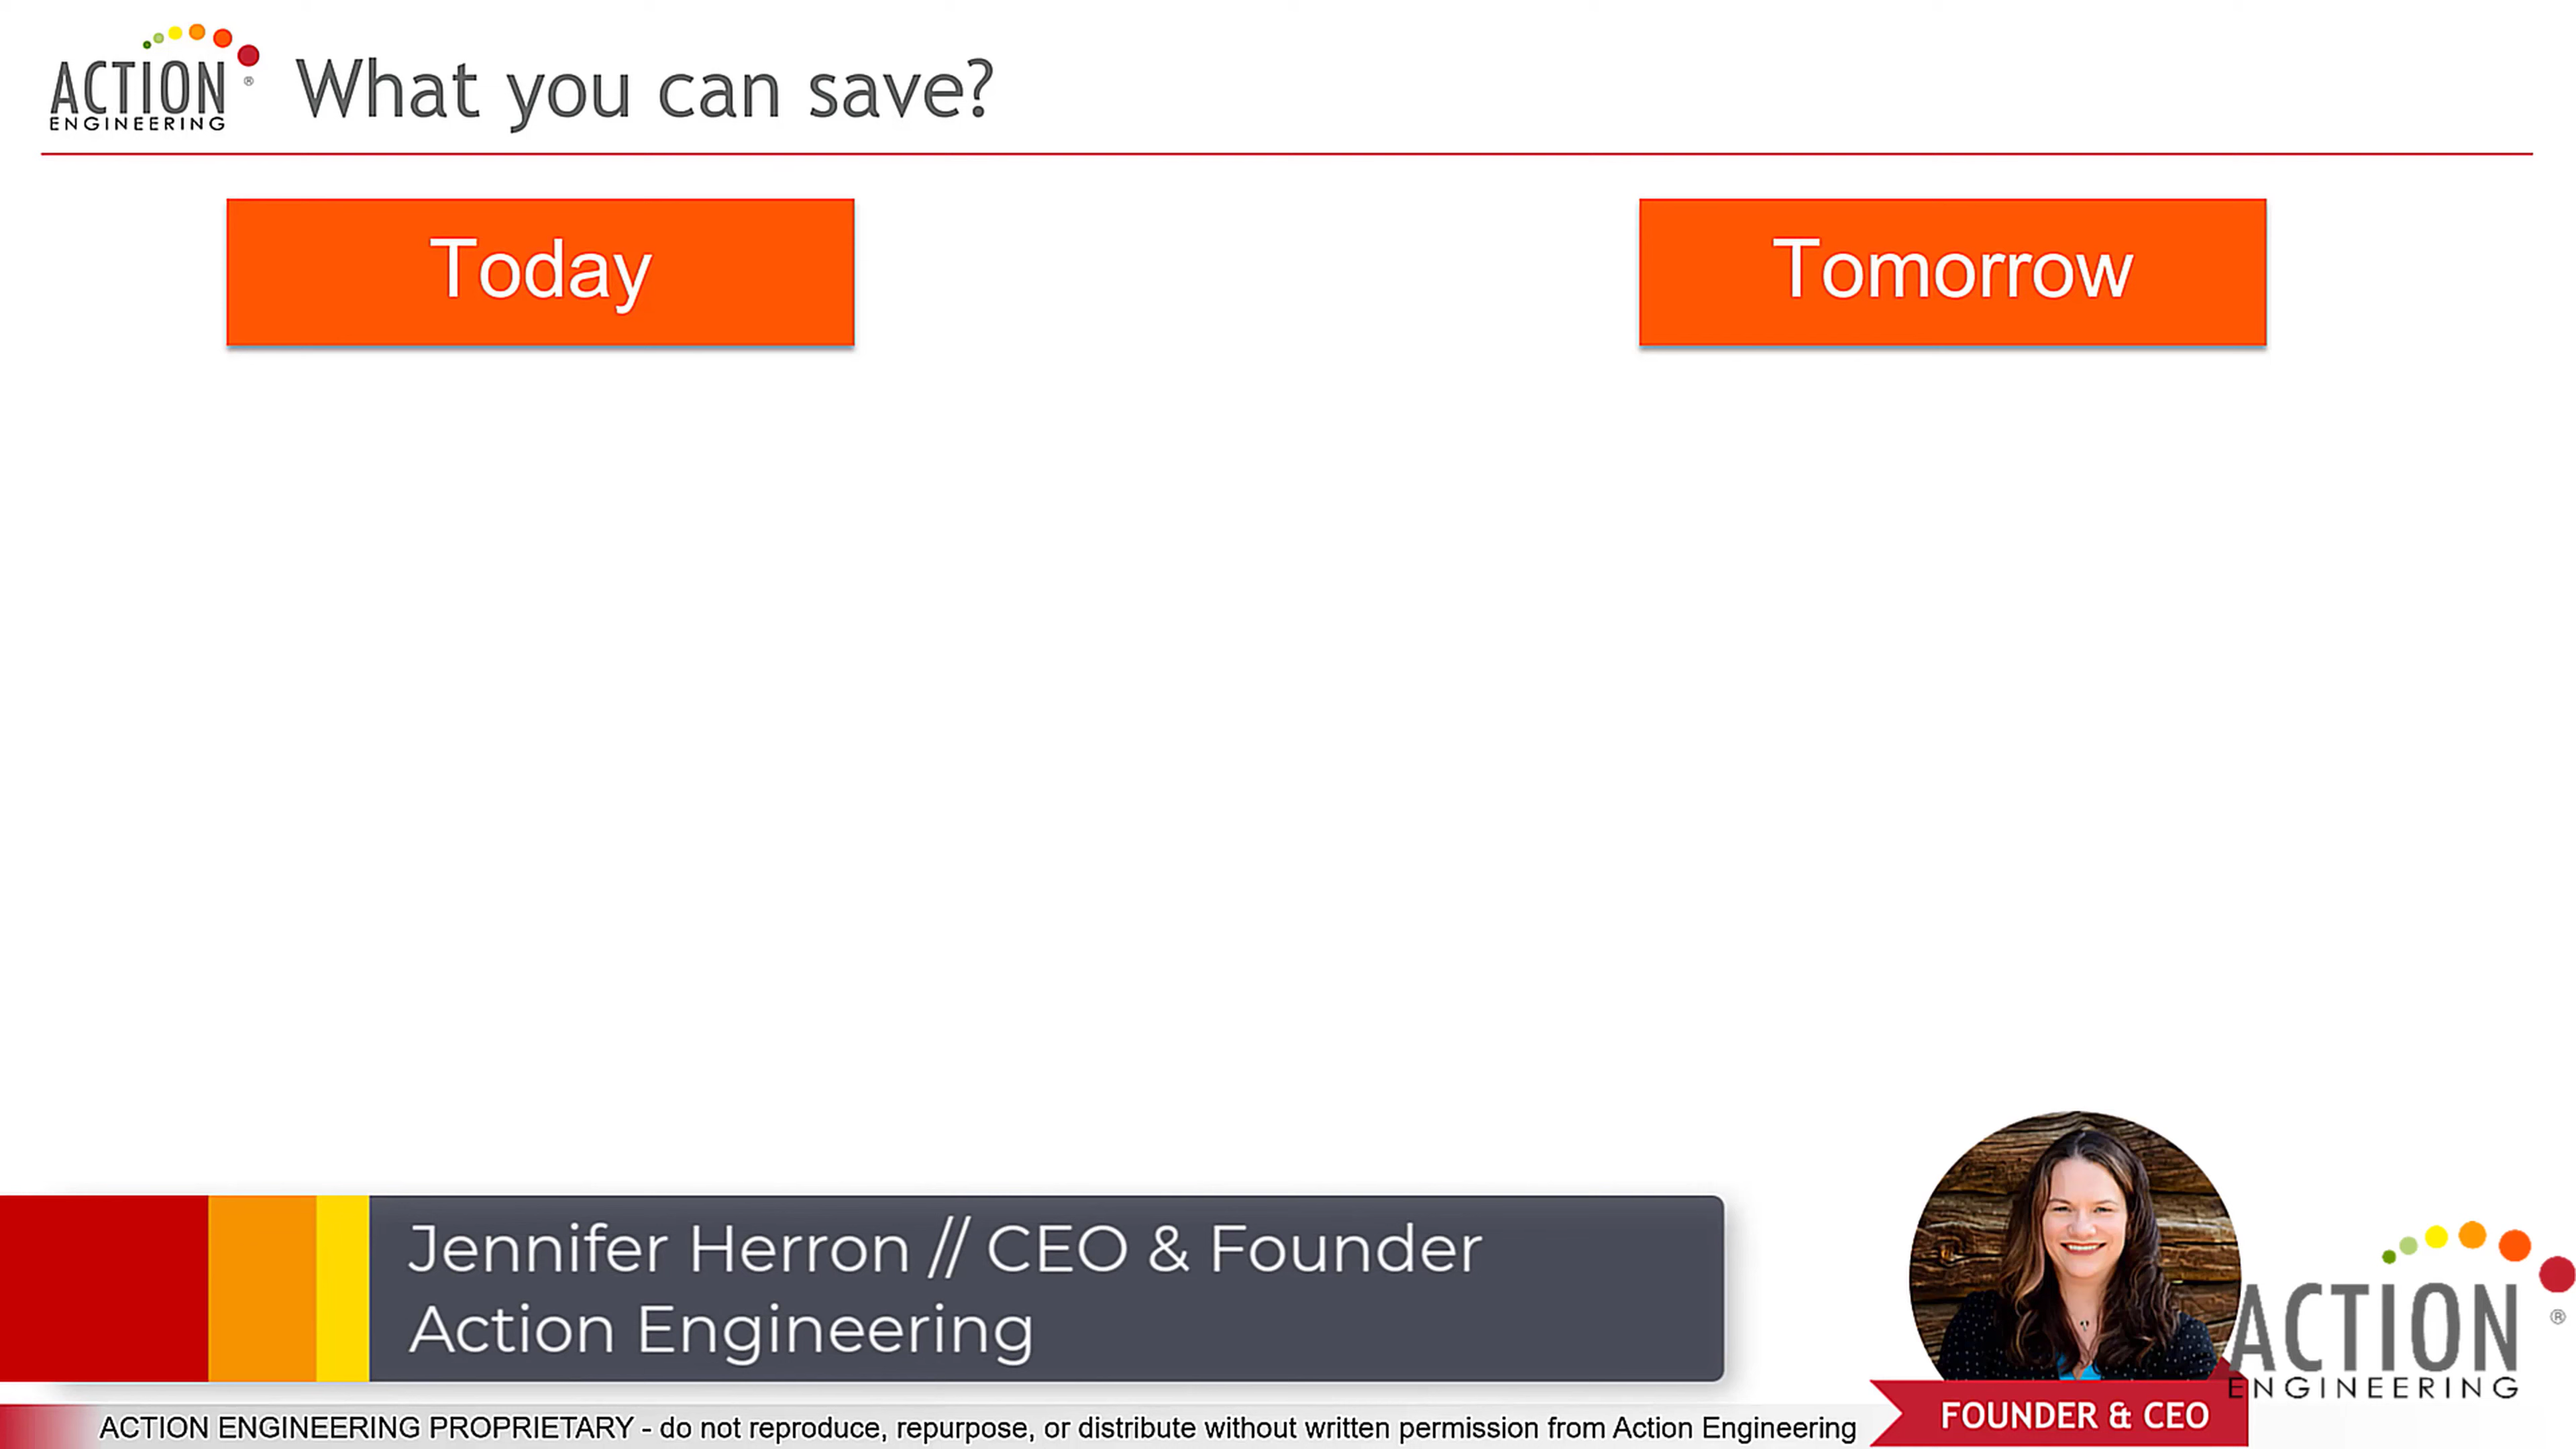 ACTION
ENGINEERING
®
What you can save?
Today
Tomorrow
Jennifer Herron // CEO & Founder
Action Engineering
ACTION
ENGINEERING
®
FOUNDER & CEO
ACTION ENGINEERING PROPRIETARY - do not reproduce, repurpose, or distribute without written permission from Action Engineering